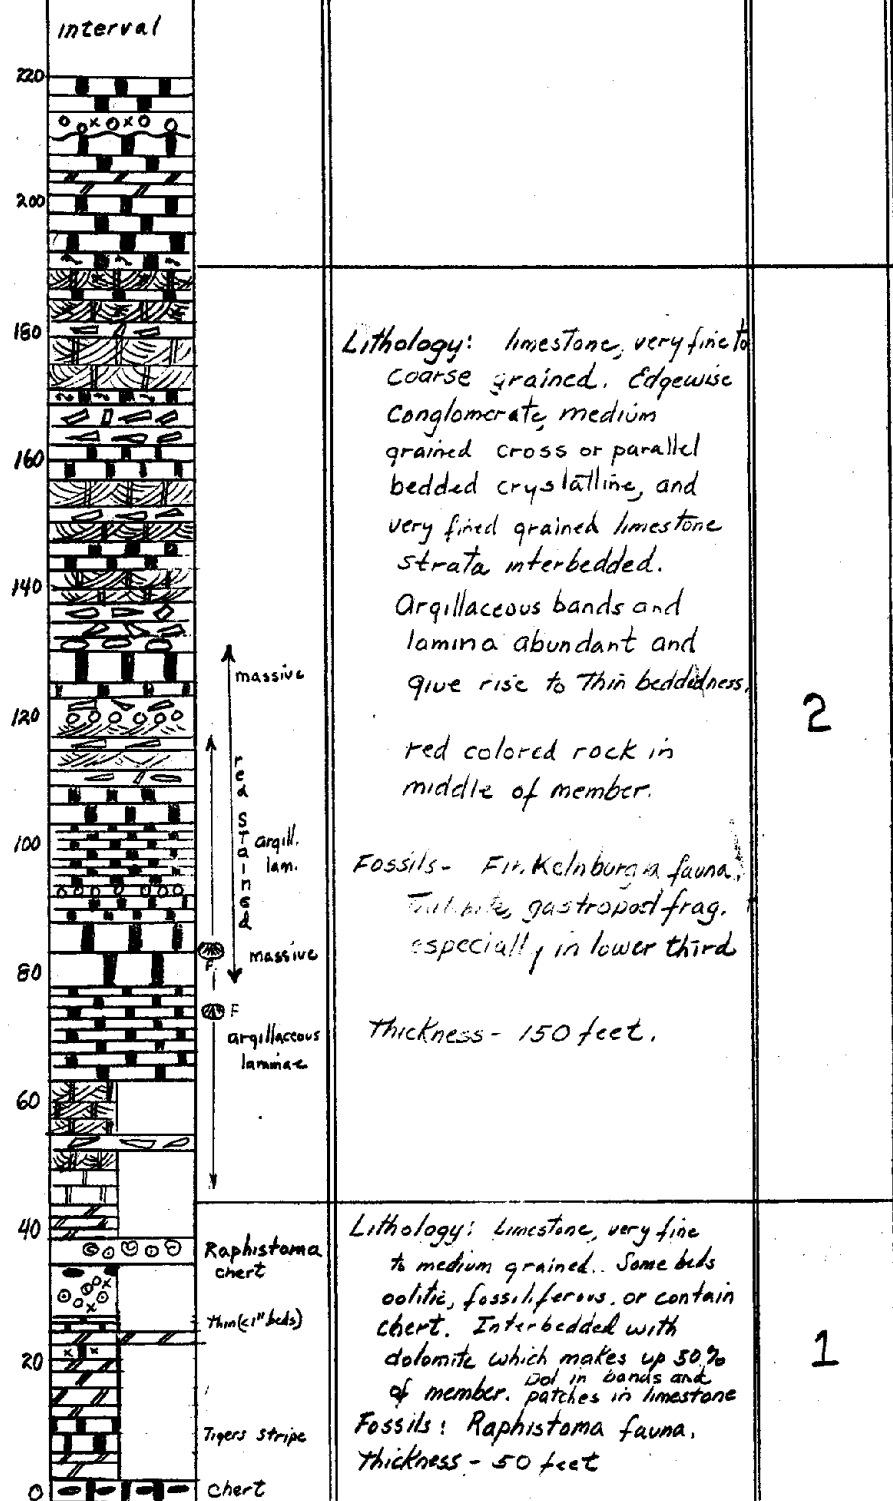 interval
220
200
180
160
140
120
100
80
60
40
20
0
massive
red stained
argill.
lam.
massive
F
F
argillaceous
laminae
Raphistoma
chert
Thin (<1" beds)
Tigers stripe
chert
Lithology: limestone, very fine to
coarse grained. Edgewise
Conglomerate, medium
grained cross or parallel
bedded crystalline, and
very fined grained limestone
strata interbedded.
Argillaceous bands and
lamina abundant and
give rise to Thin beddedness.
red colored rock in
middle of member.
Fossils - Finkelnburgia fauna,
gastropod frag.
especially in lower third
Thickness - 150 feet.
2
Lithology: Limestone, very fine
to medium grained.. Some beds
oolitic, fossiliferous, or contain
chert. Interbedded with
dolomite which makes up 50%
of member. Dol in bands and
patches in limestone
Fossils: Raphistoma fauna.
Thickness - 50 feet
1